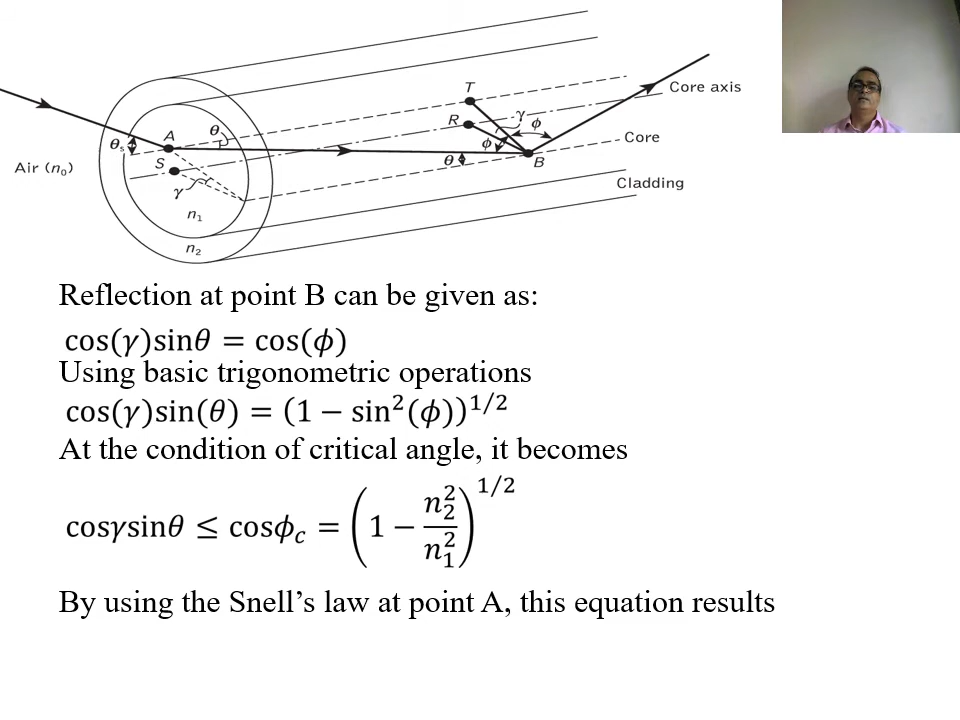 T
R
γ
ϕ
Core axis
A
θ
θs
S
γ
ϕ
θ
B
Core
Cladding
Air (n₀)
n₁
n₂
Reflection at point B can be given as:
cos(γ)sinθ = cos(ϕ)
Using basic trigonometric operations
cos(γ)sin(θ) = (1 − sin²(ϕ))^1/2
At the condition of critical angle, it becomes
cosγsinθ ≤ cosϕ_c = (1 − n₂²/n₁²)^1/2
By using the Snell’s law at point A, this equation results